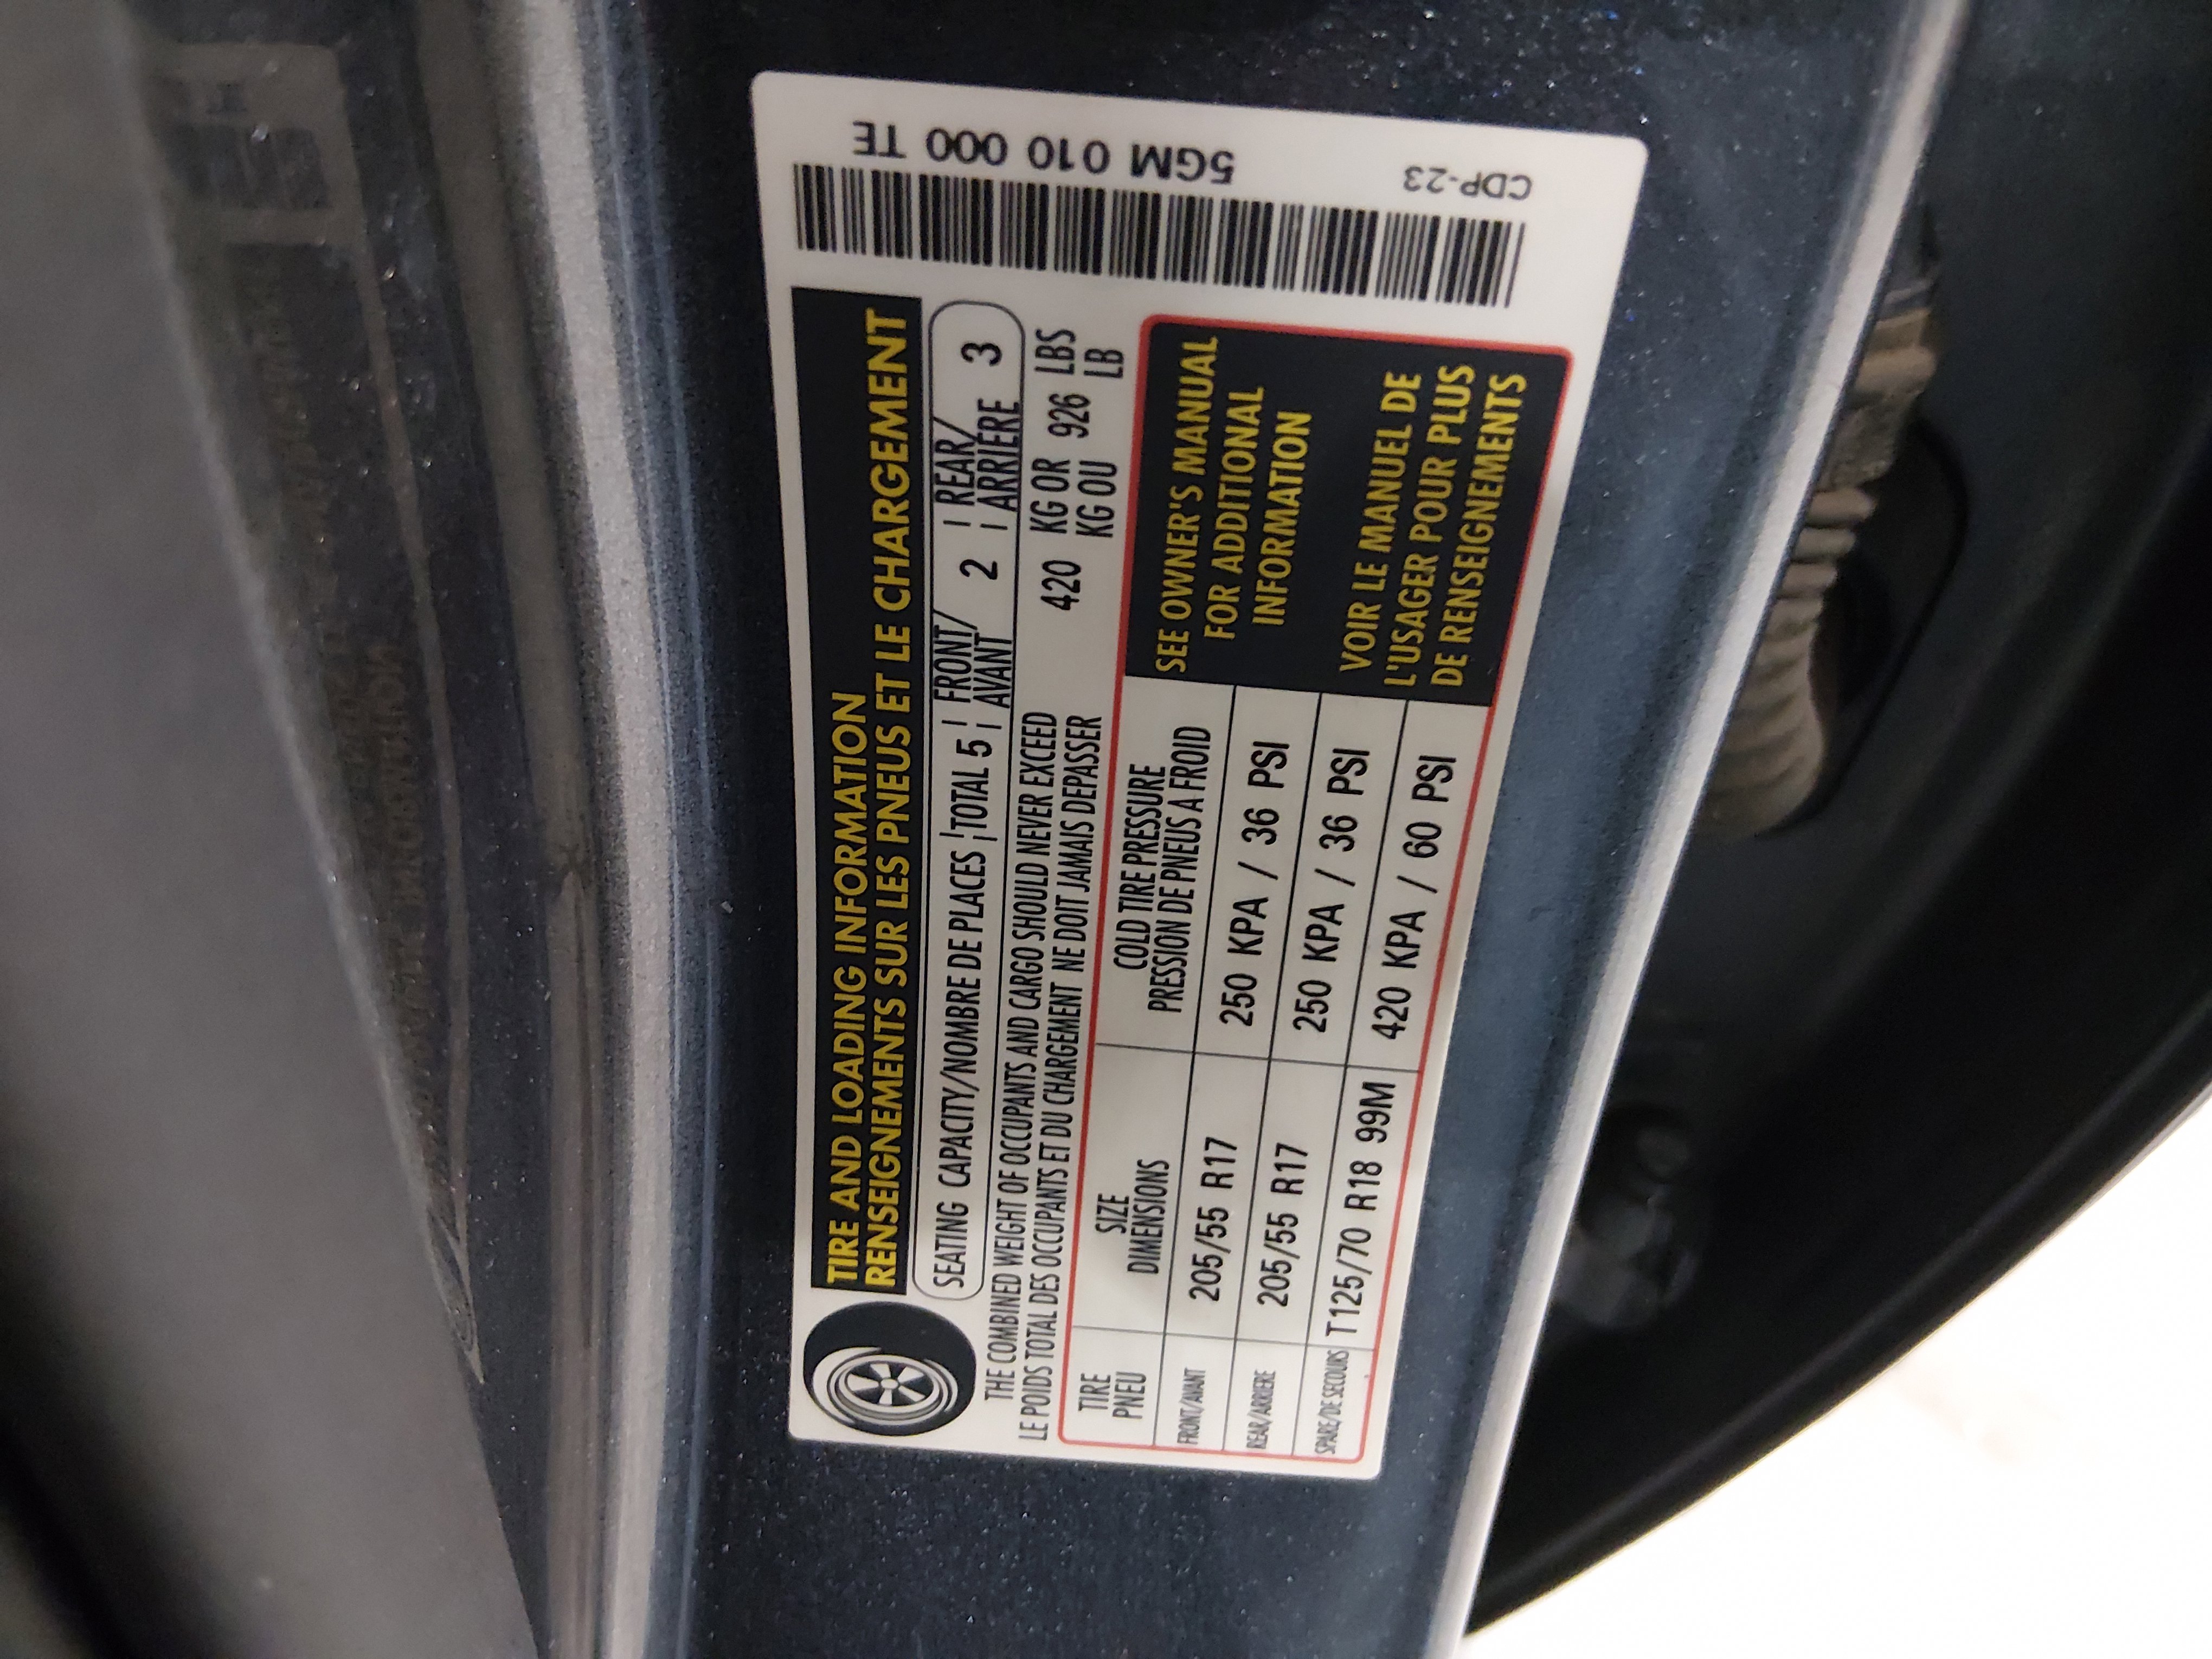 TIRE AND LOADING INFORMATION
RENSEIGNEMENTS SUR LES PNEUS ET LE CHARGEMENT
SEATING CAPACITY/NOMBRE DE PLACES | TOTAL 5 | FRONT/ AVANT 2 | REAR/ ARRIERE 3
THE COMBINED WEIGHT OF OCCUPANTS AND CARGO SHOULD NEVER EXCEED 420 KG OR 926 LBS
LE POIDS TOTAL DES OCCUPANTS ET DU CHARGEMENT NE DOIT JAMAIS DEPASSER KG OU LB
TIRE SIZE COLD TIRE PRESSURE
PNEU DIMENSIONS PRESSION DE PNEUS A FROID
FRONT/AVANT 205/55 R17 250 KPA / 36 PSI
REAR/ARRIERE 205/55 R17 250 KPA / 36 PSI
SPARE/DE SECOURS T125/70 R18 99M 420 KPA / 60 PSI
SEE OWNER'S MANUAL
FOR ADDITIONAL
INFORMATION
VOIR LE MANUEL DE
L'USAGER POUR PLUS
DE RENSEIGNEMENTS
5GM 010 000 TE
CDP-23